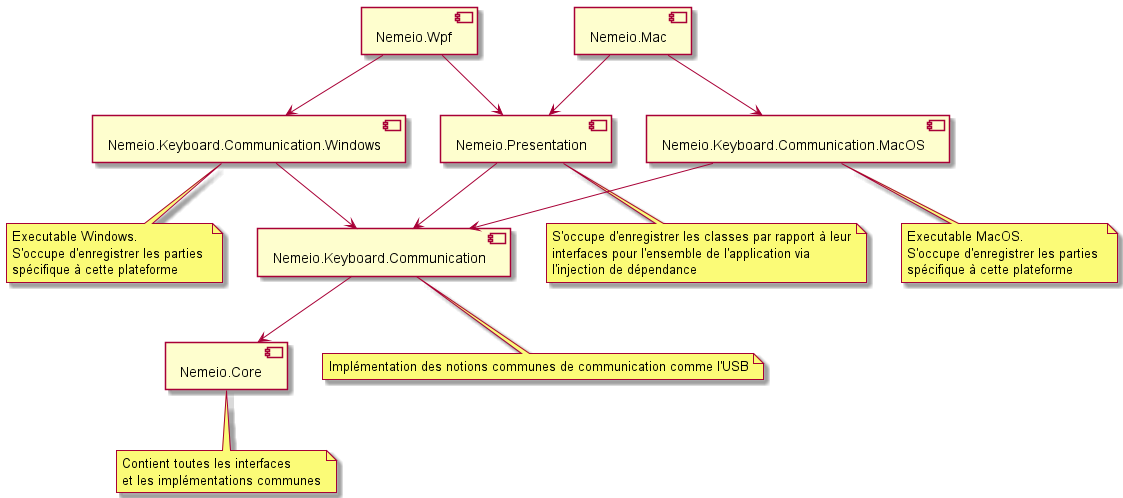 Nemeio.Wpf
Nemeio.Mac
Nemeio.Keyboard.Communication.Windows
Nemeio.Presentation
Nemeio.Keyboard.Communication.MacOS
Executable Windows.
S'occupe d'enregistrer les parties
spécifique à cette plateforme
Nemeio.Keyboard.Communication
S'occupe d'enregistrer les classes par rapport à leur
interfaces pour l'ensemble de l'application via
l'injection de dépendance
Executable MacOS.
S'occupe d'enregistrer les parties
spécifique à cette plateforme
Nemeio.Core
Implémentation des notions communes de communication comme l'USB
Contient toutes les interfaces
et les implémentations communes